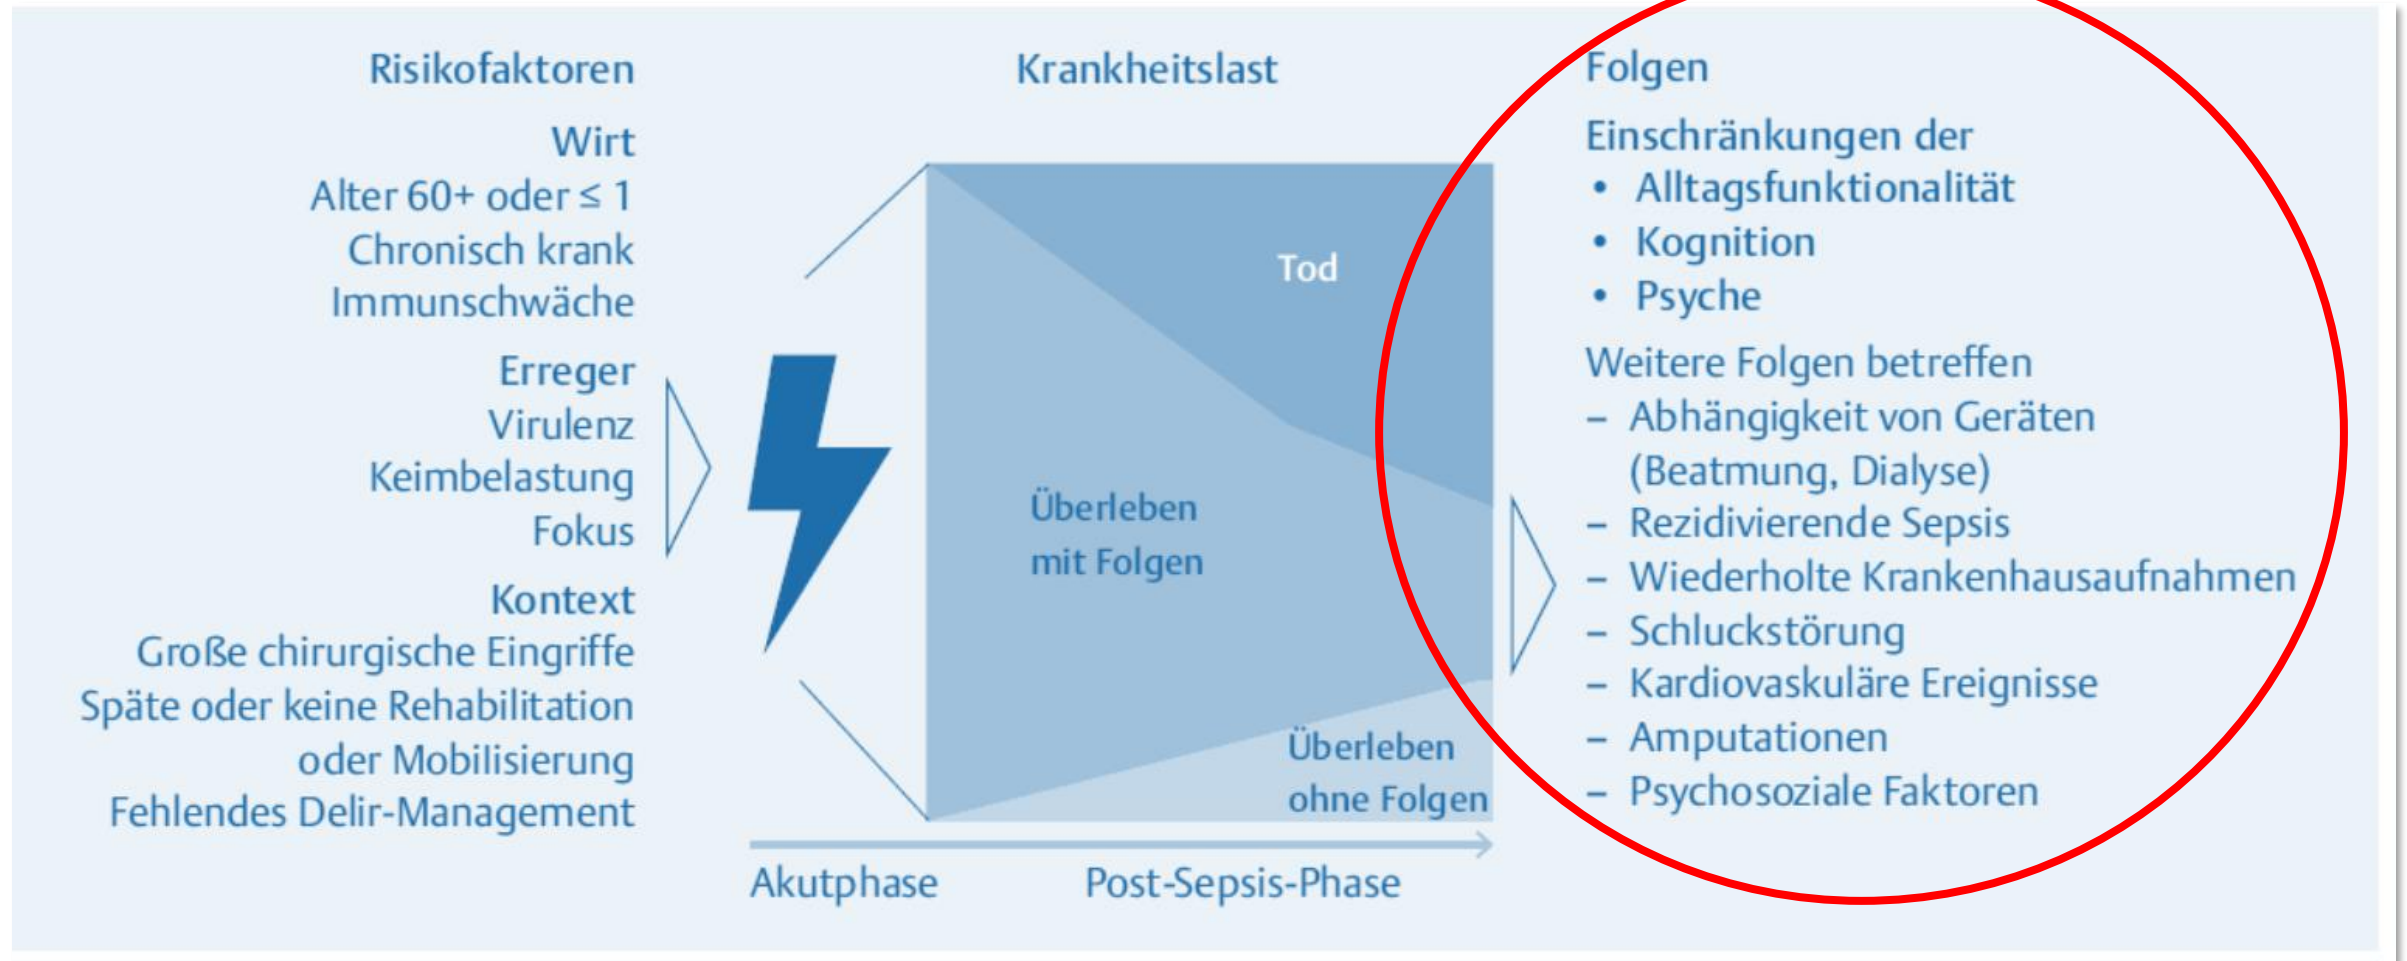 Risikofaktoren
Wirt
Alter 60+ oder ≤ 1
Chronisch krank
Immunschwäche
Erreger
Virulenz
Keimbelastung
Fokus
Kontext
Große chirurgische Eingriffe
Späte oder keine Rehabilitation
oder Mobilisierung
Fehlendes Delir-Management
Krankheitslast
Tod
Überleben
mit Folgen
Überleben
ohne Folgen
Akutphase
Post-Sepsis-Phase
Folgen
Einschränkungen der
• Alltagsfunktionalität
• Kognition
• Psyche
Weitere Folgen betreffen
– Abhängigkeit von Geräten
(Beatmung, Dialyse)
– Rezidivierende Sepsis
– Wiederholte Krankenhausaufnahmen
– Schluckstörung
– Kardiovaskuläre Ereignisse
– Amputationen
– Psychosoziale Faktoren